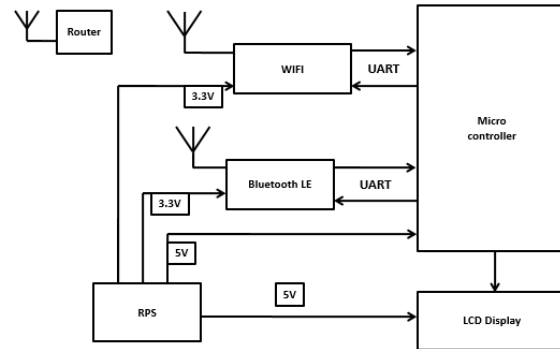 Router
WIFI
UART
3.3V
Micro
controller
Bluetooth LE
UART
3.3V
5V
RPS
5V
LCD Display